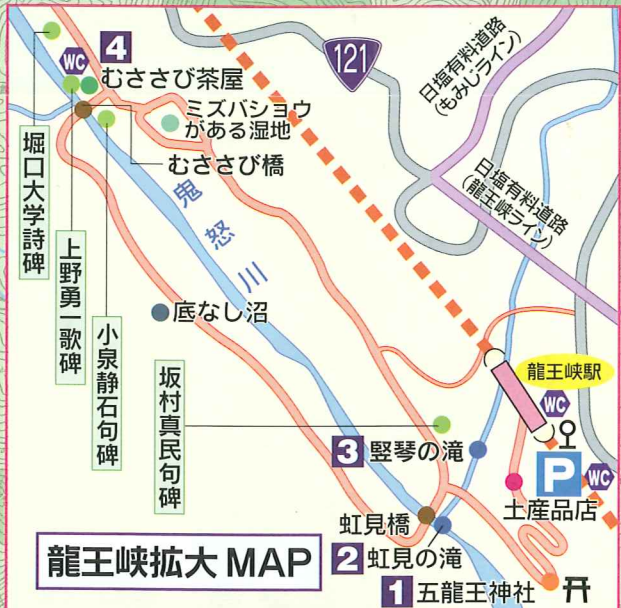 121
日塩有料道路
(もみじライン)
WC
4
むささび茶屋
ミズバショウ
がある湿地
むささび橋
日塩有料道路
(龍王峡ライン)
堀口大学詩碑
上野勇一歌碑
小泉静石句碑
鬼怒川
底なし沼
坂村真民句碑
龍王峡駅
WC
3 竪琴の滝
P
WC
土産品店
虹見橋
2 虹見の滝
龍王峡拡大MAP
1 五龍王神社